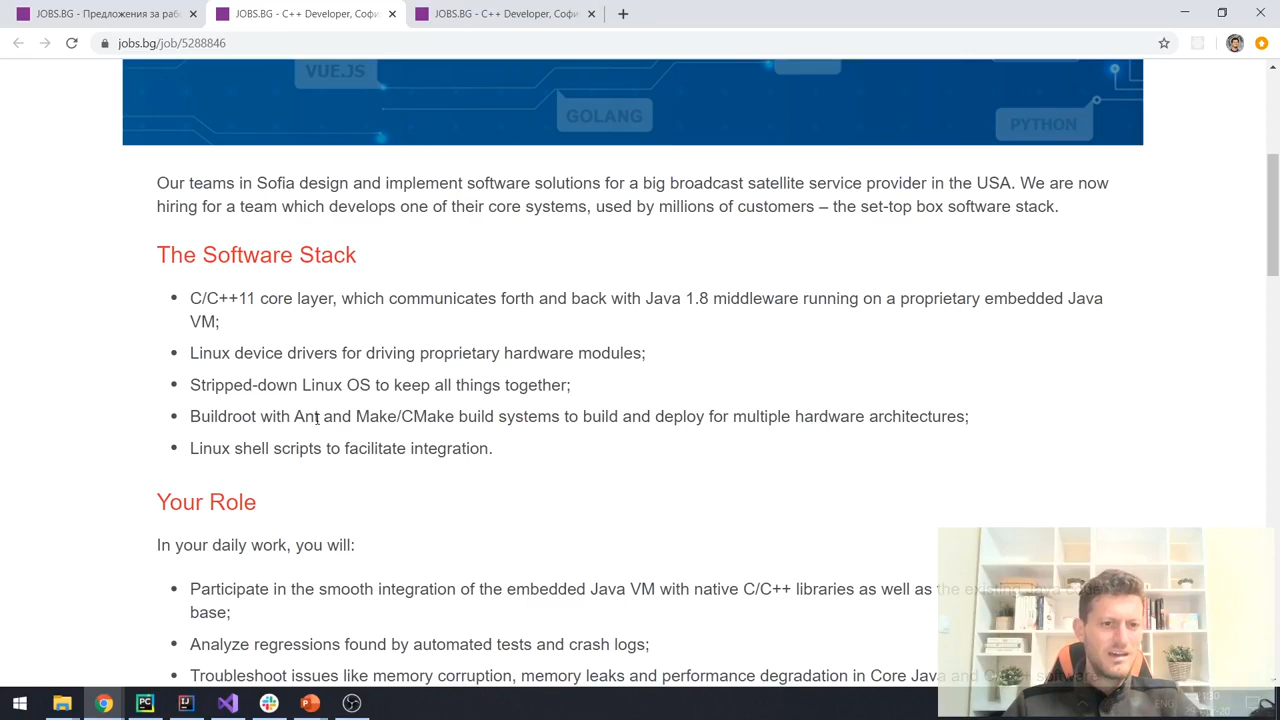 JOBS.BG - Предложения за раб
JOBS.BG - C++ Developer, Софи
JOBS.BG - C++ Developer, Софи
jobs.bg/job/5288846
VUE.JS
GOLANG
PYTHON
Our teams in Sofia design and implement software solutions for a big broadcast satellite service provider in the USA. We are now
hiring for a team which develops one of their core systems, used by millions of customers – the set-top box software stack.
The Software Stack
• C/C++11 core layer, which communicates forth and back with Java 1.8 middleware running on a proprietary embedded Java
VM;
• Linux device drivers for driving proprietary hardware modules;
• Stripped-down Linux OS to keep all things together;
• Buildroot with Ant and Make/CMake build systems to build and deploy for multiple hardware architectures;
• Linux shell scripts to facilitate integration.
Your Role
In your daily work, you will:
• Participate in the smooth integration of the embedded Java VM with native C/C++ libraries as well as the existing Java code
base;
• Analyze regressions found by automated tests and crash logs;
• Troubleshoot issues like memory corruption, memory leaks and performance degradation in Core Java and software
ENG